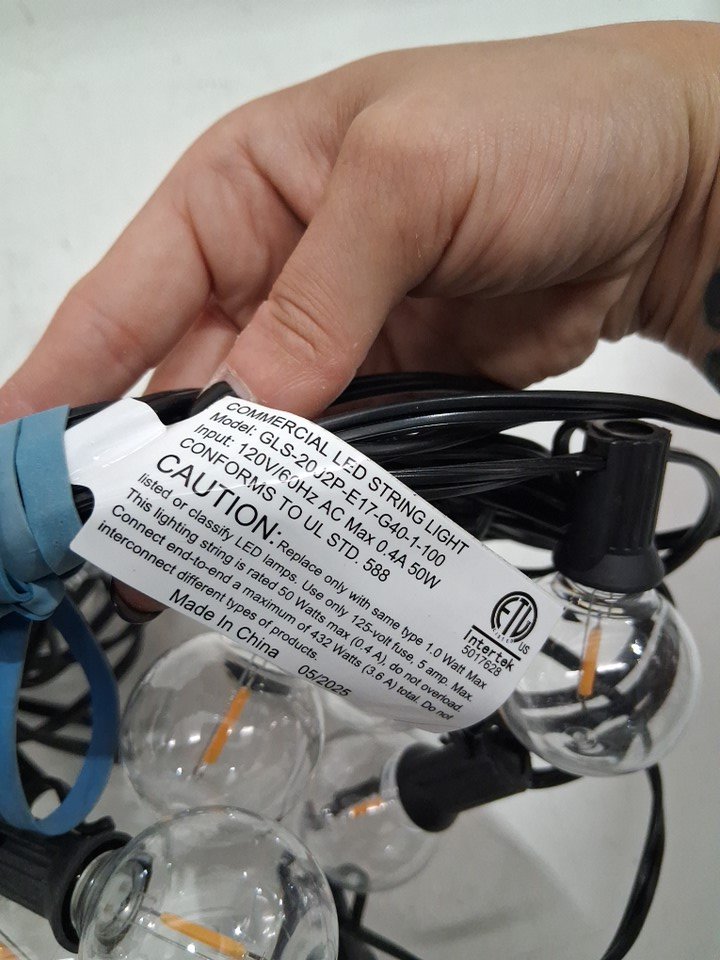 COMMERCIAL LED STRING LIGHT
Model: GLS-20J2P-E17-G40-1-100
Input: 120V/60Hz AC Max 0.4A 50W
CONFORMS TO UL STD. 588
CAUTION: Replace only with same type 1.0 Watt Max
listed or classify LED lamps. Use only 125-volt fuse, 5 amp. Max.
This lighting string is rated 50 Watts max (0.4 A), do not overload.
Connect end-to-end a maximum of 432 Watts (3.6 A) total. Do not
interconnect different types of products.
Made In China 05/2025
ETL
LISTED
US
Intertek
5017628